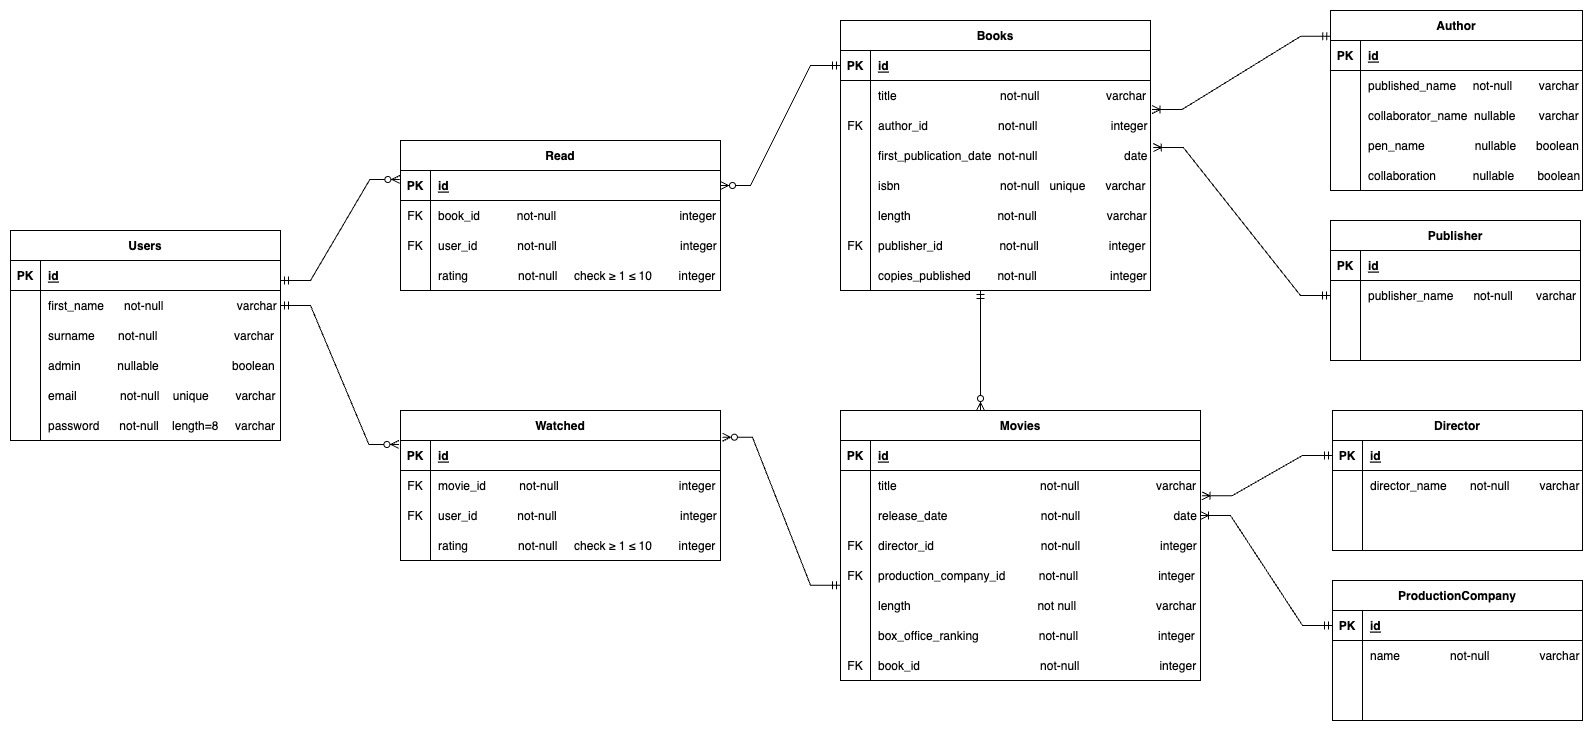 Users
PK id
first_name not-null varchar
surname not-null varchar
admin nullable boolean
email not-null unique varchar
password not-null length=8 varchar
Read
PK id
FK book_id not-null integer
FK user_id not-null integer
rating not-null check ≥ 1 ≤ 10 integer
Watched
PK id
FK movie_id not-null integer
FK user_id not-null integer
rating not-null check ≥ 1 ≤ 10 integer
Books
PK id
title not-null varchar
FK author_id not-null integer
first_publication_date not-null date
isbn not-null unique varchar
length not-null varchar
FK publisher_id not-null integer
copies_published not-null integer
Movies
PK id
title not-null varchar
release_date not-null date
FK director_id not-null integer
FK production_company_id not-null integer
length not null varchar
box_office_ranking not-null integer
FK book_id not-null integer
Author
PK id
published_name not-null varchar
collaborator_name nullable varchar
pen_name nullable boolean
collaboration nullable boolean
Publisher
PK id
publisher_name not-null varchar
Director
PK id
director_name not-null varchar
ProductionCompany
PK id
name not-null varchar